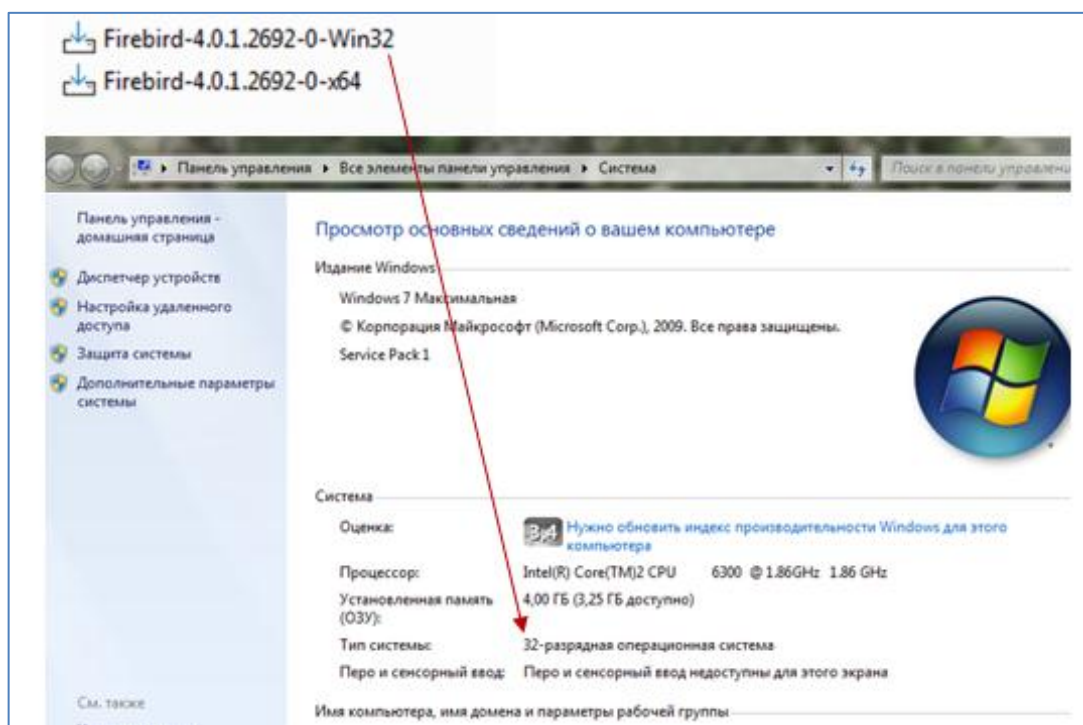 Firebird-4.0.1.2692-0-Win32
Firebird-4.0.1.2692-0-x64
Панель управления ▸ Все элементы панели управления ▸ Система
Поиск в панели управлени
Панель управления -
домашняя страница
Диспетчер устройств
Настройка удаленного
доступа
Защита системы
Дополнительные параметры
системы
См. также
Просмотр основных сведений о вашем компьютере
Издание Windows
Windows 7 Максимальная
© Корпорация Майкрософт (Microsoft Corp.), 2009. Все права защищены.
Service Pack 1
Система
Оценка: Нужно обновить индекс производительности Windows для этого
компьютера
Процессор: Intel(R) Core(TM)2 CPU 6300 @ 1.86GHz 1.86 GHz
Установленная память 4,00 ГБ (3,25 ГБ доступно)
(ОЗУ):
Тип системы: 32-разрядная операционная система
Перо и сенсорный ввод: Перо и сенсорный ввод недоступны для этого экрана
Имя компьютера, имя домена и параметры рабочей группы